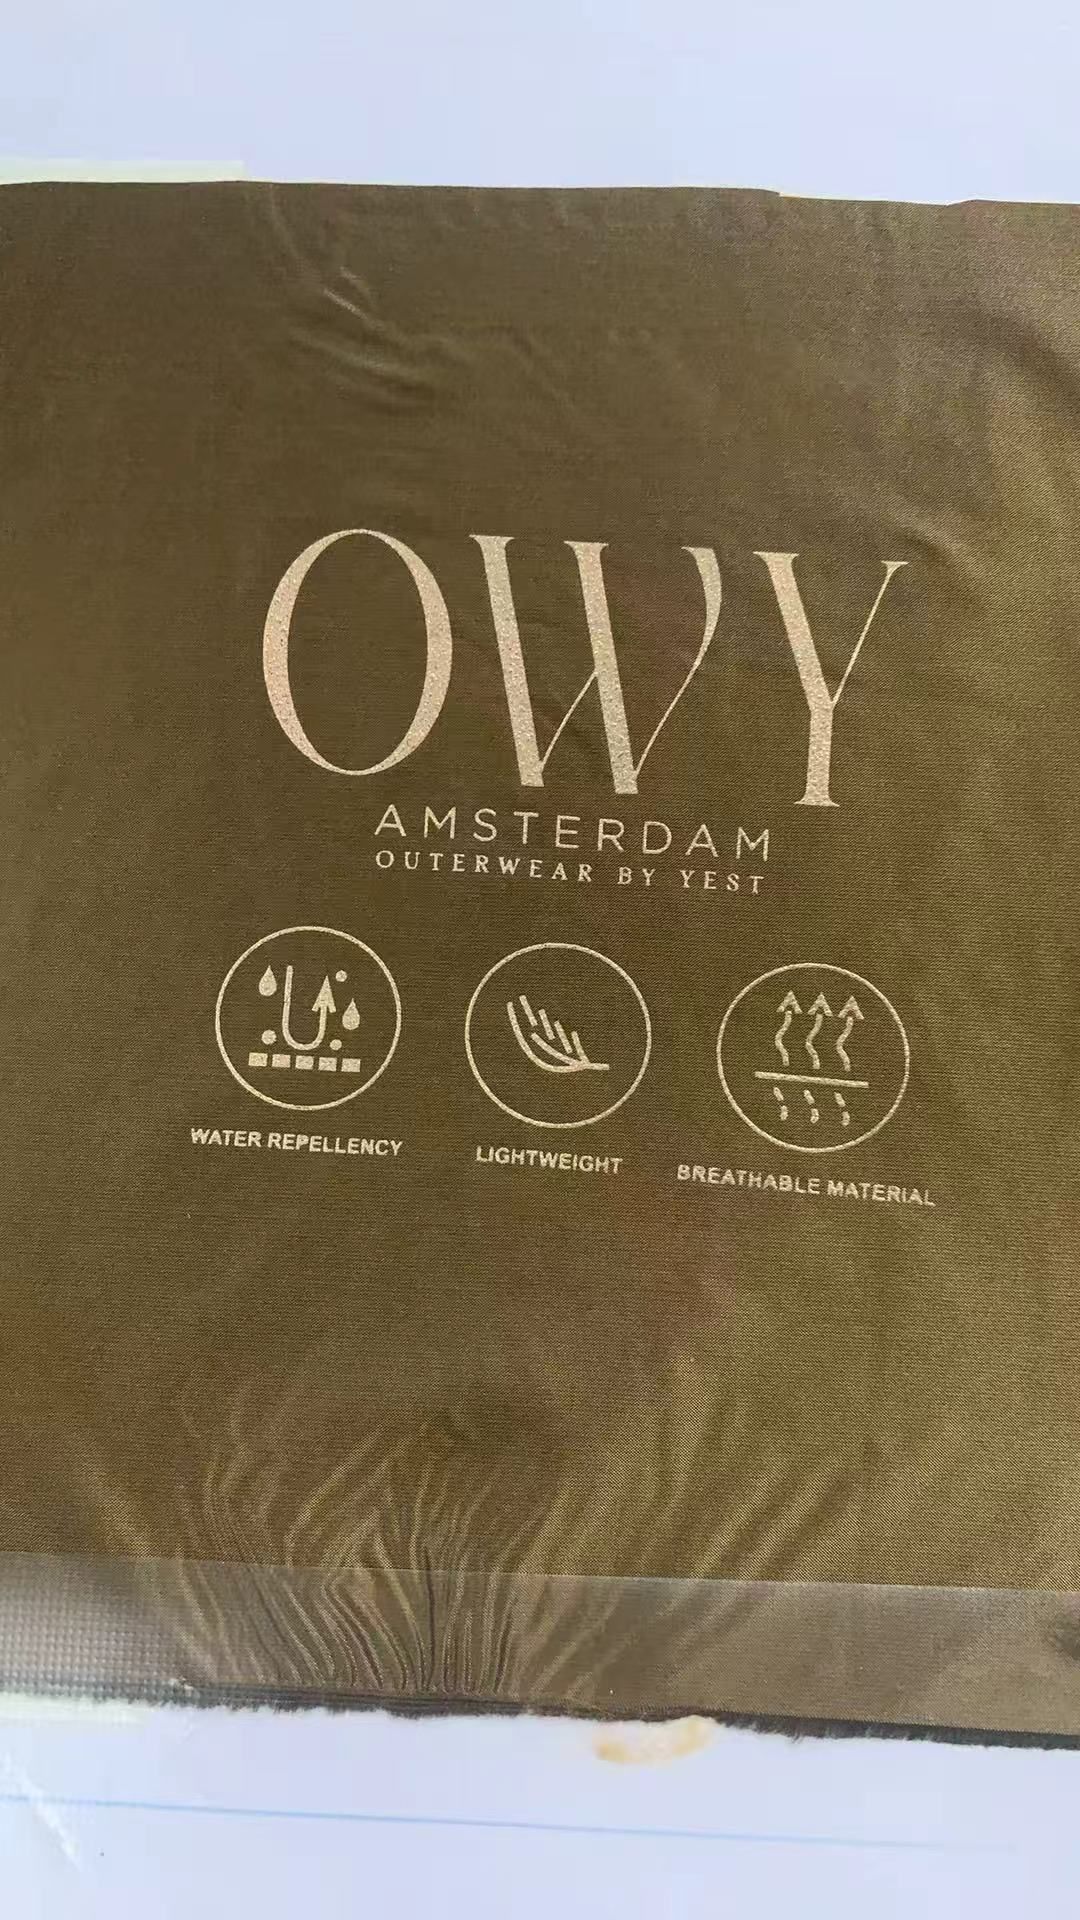 OWY
AMSTERDAM
OUTERWEAR BY YEST
WATER REPELLENCY
LIGHTWEIGHT
BREATHABLE MATERIAL